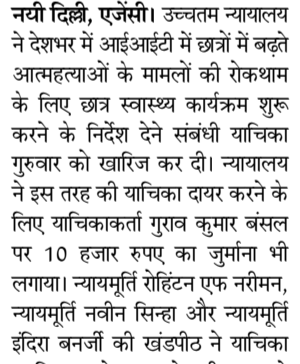 नयी दिल्ली, एजेंसी। उच्चतम न्यायालय
ने देशभर में आईआईटी में छात्रों में बढ़ते
आत्महत्याओं के मामलों की रोकथाम
के लिए छात्र स्वास्थ्य कार्यक्रम शुरू
करने के निर्देश देने संबंधी याचिका
गुरुवार को खारिज कर दी। न्यायालय
ने इस तरह की याचिका दायर करने के
लिए याचिकाकर्ता गुराव कुमार बंसल
पर 10 हजार रुपए का जुर्माना भी
लगाया। न्यायमूर्ति रोहिंटन एफ नरीमन,
न्यायमूर्ति नवीन सिन्हा और न्यायमूर्ति
इंदिरा बनर्जी की खंडपीठ ने याचिका